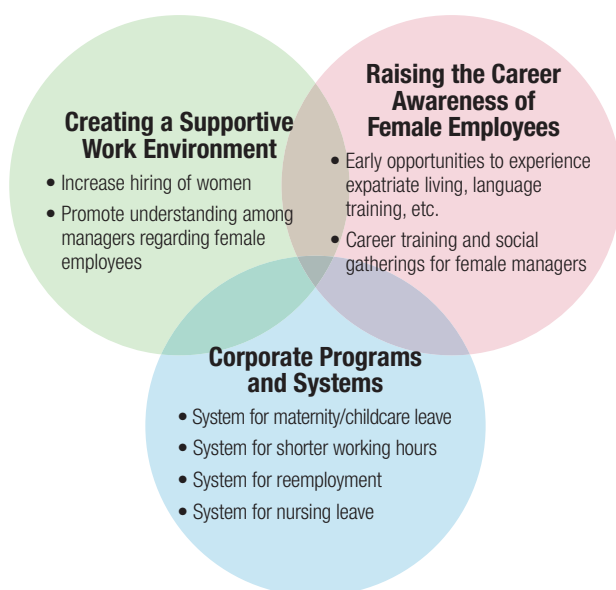 Creating a Supportive
Work Environment
• Increase hiring of women
• Promote understanding among
managers regarding female
employees
Raising the Career
Awareness of
Female Employees
• Early opportunities to experience
expatriate living, language
training, etc.
• Career training and social
gatherings for female managers
Corporate Programs
and Systems
• System for maternity/childcare leave
• System for shorter working hours
• System for reemployment
• System for nursing leave